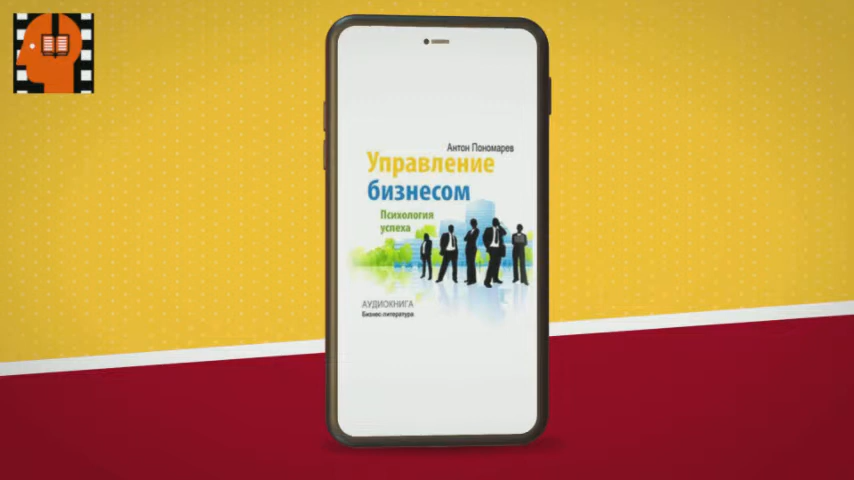 Антон Пономарев
Управление
бизнесом
Психология
успеха
АУДИОКНИГА
Бизнес-литература